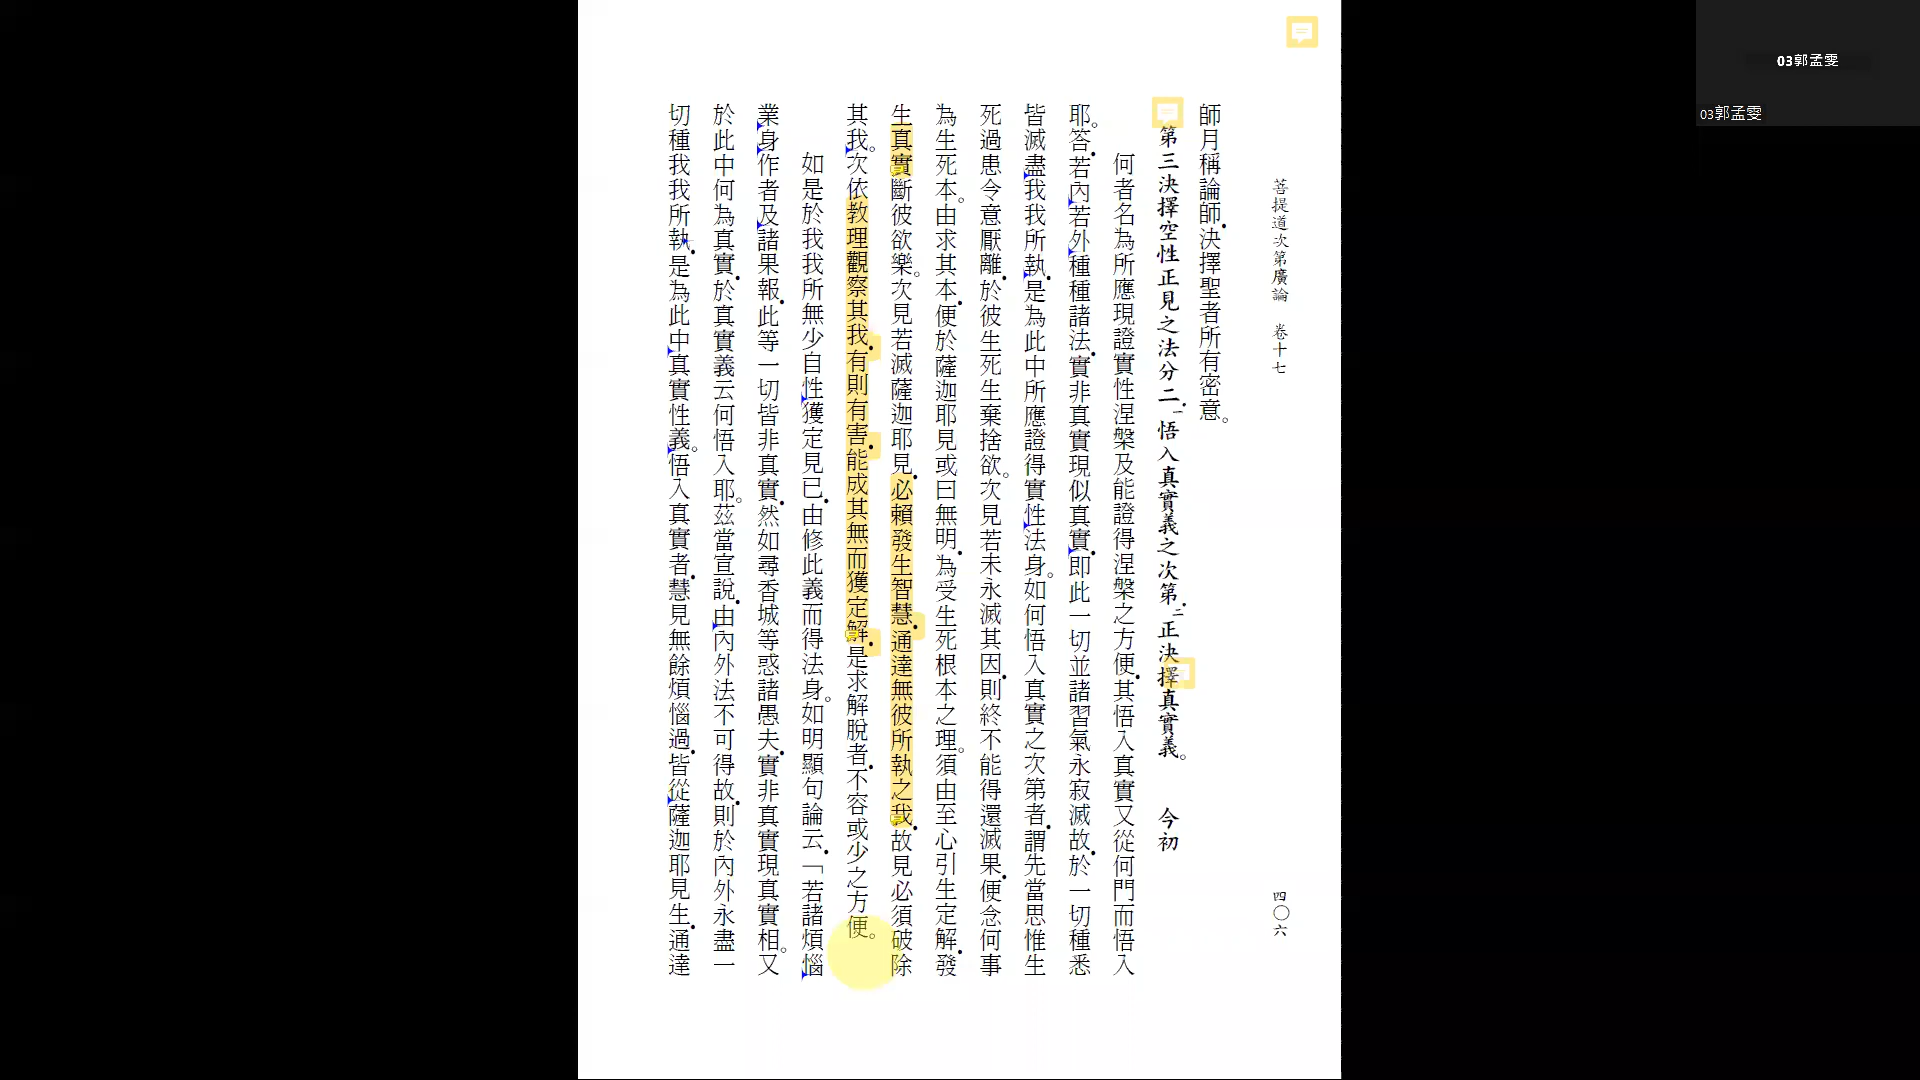 菩提道次第廣論 卷十七
四〇六
師月稱論師，決擇聖者所有密意。
第三決擇空性正見之法分二，一悟入真實義之次第，二正決擇真實義。 今初
何者名為所應現證實性涅槃及能證得涅槃之方便，其悟入真實又從何門而悟入
耶。答，若內若外種種諸法，實非真實現似真實，即此一切並諸習氣永寂滅故，於一切種悉
皆滅盡我我所執，是為此中所應證得實性法身。如何悟入真實之次第者，謂先當思惟生
死過患令意厭離，於彼生死生棄捨欲。次見若未永滅其因，則終不能得還滅果，便念何事
為生死本。由求其本，便於薩迦耶見或曰無明，為受生死根本之理。須由至心引生定解，發
生真實斷彼欲樂。次見若滅薩迦耶見，必賴發生智慧，通達無彼所執之我，故見必須破除
其我。次依教理觀察其我，有則有害，能成其無而獲定解，是求解脫者，不容或少之方便。
如是於我我所無少自性獲定見已，由修此義而得法身。如明顯句論云，「若諸煩惱
業身作者及諸果報，此等一切皆非真實，然如尋香城等惑諸愚夫，實非真實現真實相。又
於此中何為真實，於真實義云何悟入耶。茲當宣說，由內外法不可得故，則於內外永盡一
切種我我所執，是為此中真實性義。悟入真實者，慧見無餘煩惱過，皆從薩迦耶見生，通達
03郭孟雯
03郭孟雯